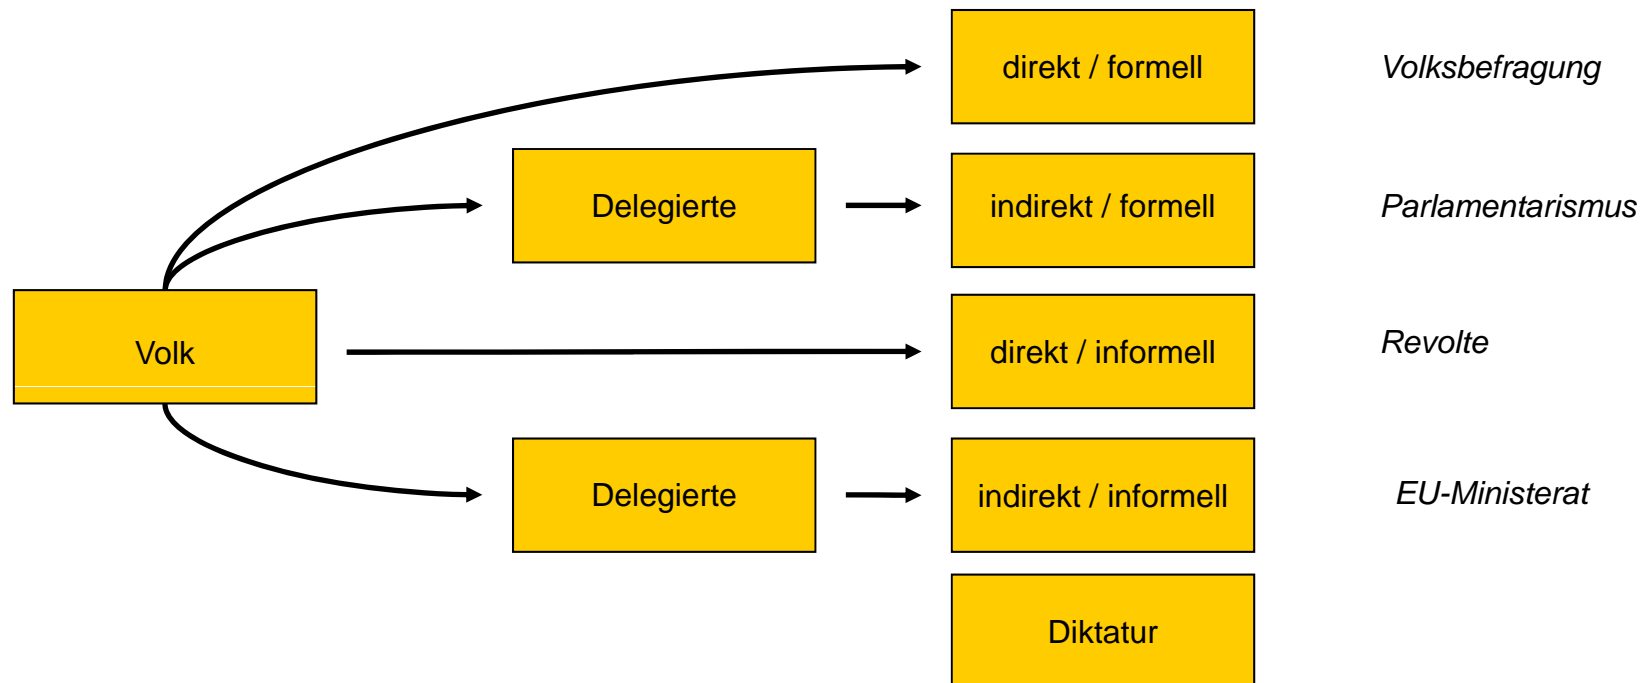 direkt / formell
Volksbefragung
Delegierte
indirekt / formell
Parlamentarismus
Volk
direkt / informell
Revolte
Delegierte
indirekt / informell
EU-Ministerat
Diktatur